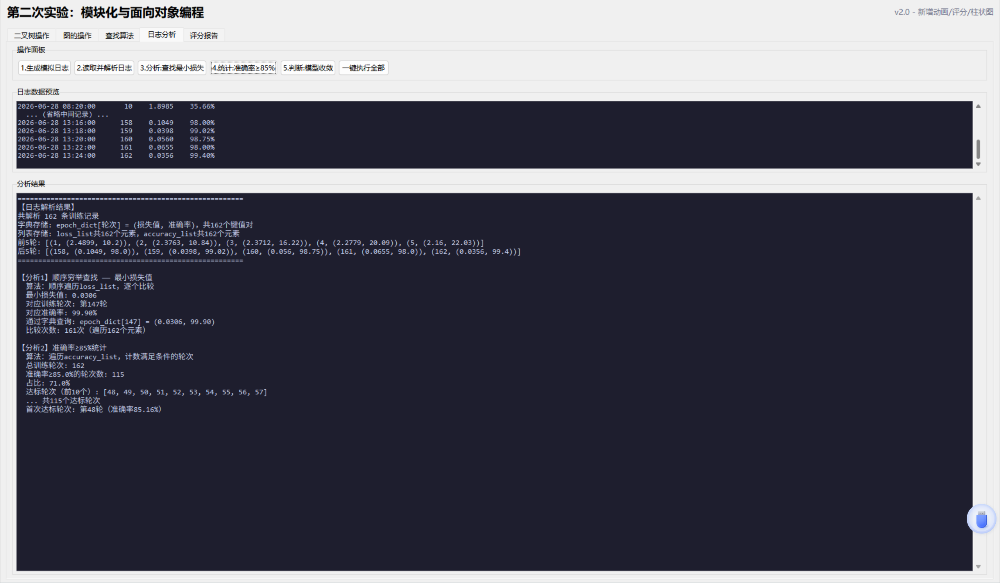 第二次实验：模块化与面向对象编程
v2.0 - 新增动画/评分/柱状图
二叉树操作 图的操作 查找算法 日志分析 评分报告
操作面板
1.生成模拟日志 2.读取并解析日志 3.分析:查找最小损失 4.统计:准确率≥85% 5.判断:模型收敛 一键执行全部
日志数据预览
2026-06-28 08:20:00 10 1.8985 35.66%
... (省略中间记录) ...
2026-06-28 13:16:00 158 0.1049 98.00%
2026-06-28 13:18:00 159 0.0398 99.02%
2026-06-28 13:20:00 160 0.0560 98.75%
2026-06-28 13:22:00 161 0.0655 98.00%
2026-06-28 13:24:00 162 0.0356 99.40%
分析结果
=======================================================
【日志解析结果】
共解析 162 条训练记录
字典存储: epoch_dict[轮次] = (损失值, 准确率)，共162个键值对
列表存储: loss_list共162个元素，accuracy_list共162个元素
前5轮: [(1, (2.4899, 10.2)), (2, (2.3763, 10.84)), (3, (2.3712, 16.22)), (4, (2.2779, 20.09)), (5, (2.16, 22.03))]
后5轮: [(158, (0.1049, 98.0)), (159, (0.0398, 99.02)), (160, (0.056, 98.75)), (161, (0.0655, 98.0)), (162, (0.0356, 99.4))]
=======================================================
【分析1】顺序穷举查找 —— 最小损失值
算法：顺序遍历loss_list，逐个比较
最小损失值: 0.0306
对应训练轮次: 第147轮
对应准确率: 99.90%
通过字典查询: epoch_dict[147] = (0.0306, 99.90)
比较次数: 161次（遍历162个元素）
【分析2】准确率≥85%统计
算法：遍历accuracy_list，计数满足条件的轮次
总训练轮次: 162
准确率≥85.0%的轮次数: 115
占比: 71.0%
达标轮次（前10个）: [48, 49, 50, 51, 52, 53, 54, 55, 56, 57]
... 共115个达标轮次
首次达标轮次: 第48轮（准确率85.16%）